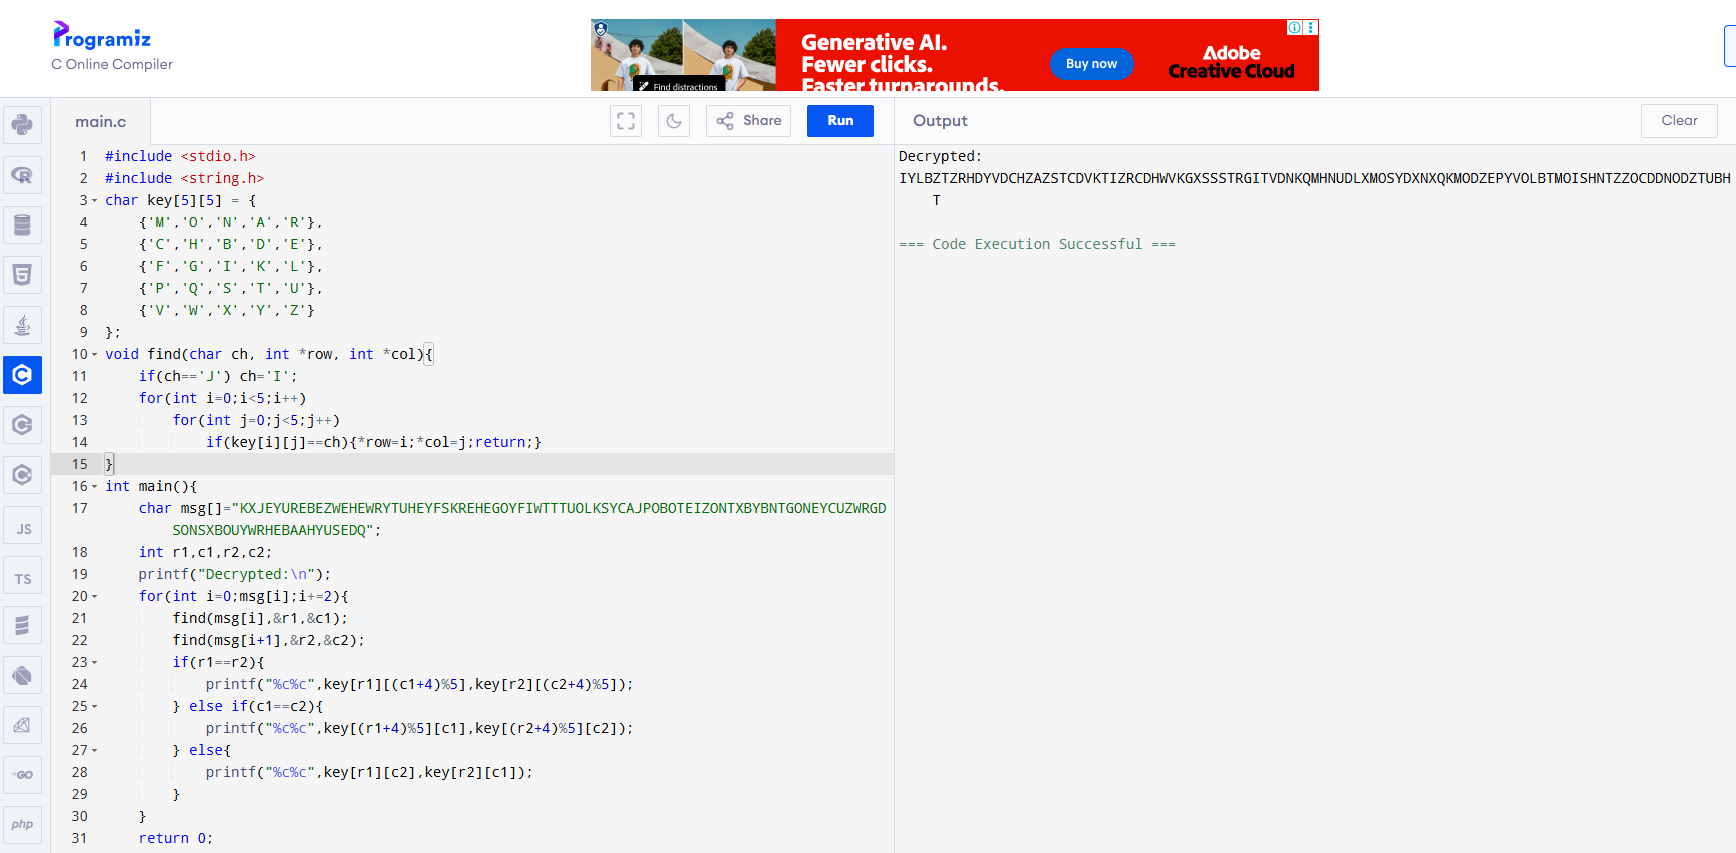 Programiz
C Online Compiler
Find distractions
Generative AI.
Fewer clicks.
Faster turnarounds.
Buy now
Adobe
Creative Cloud
main.c
Share
Run
Output
Clear
JS
TS
GO
php
1 #include <stdio.h>
2 #include <string.h>
3 char key[5][5] = {
4     {'M','O','N','A','R'},
5     {'C','H','B','D','E'},
6     {'F','G','I','K','L'},
7     {'P','Q','S','T','U'},
8     {'V','W','X','Y','Z'}
9 };
10 void find(char ch, int *row, int *col){
11     if(ch=='J') ch='I';
12     for(int i=0;i<5;i++)
13         for(int j=0;j<5;j++)
14             if(key[i][j]==ch){*row=i;*col=j;return;}
15 }
16 int main(){
17     char msg[]="KXJEYUREBEZWEHEWRYTUHEYFSKREHEGOYFIWTTTUOLKSYCAJPOBOTEIZONTXBYBNTGONEYCUZWRGD
        SONSXBOUYWRHEBAAHYUSEDQ";
18     int r1,c1,r2,c2;
19     printf("Decrypted:\n");
20     for(int i=0;msg[i];i+=2){
21         find(msg[i],&r1,&c1);
22         find(msg[i+1],&r2,&c2);
23         if(r1==r2){
24             printf("%c%c",key[r1][(c1+4)%5],key[r2][(c2+4)%5]);
25         } else if(c1==c2){
26             printf("%c%c",key[(r1+4)%5][c1],key[(r2+4)%5][c2]);
27         } else{
28             printf("%c%c",key[r1][c2],key[r2][c1]);
29         }
30     }
31     return 0;
Decrypted:
IYLBZTZRHDYVDCHZAZSTCDVKTIZRCDHWVKGXSSSTRGITVDNKQMHNUDLXMOSYDXNXQKMODZEPYVOLBTMOISHNTZZOCDDNODZTUBH
    T
=== Code Execution Successful ===